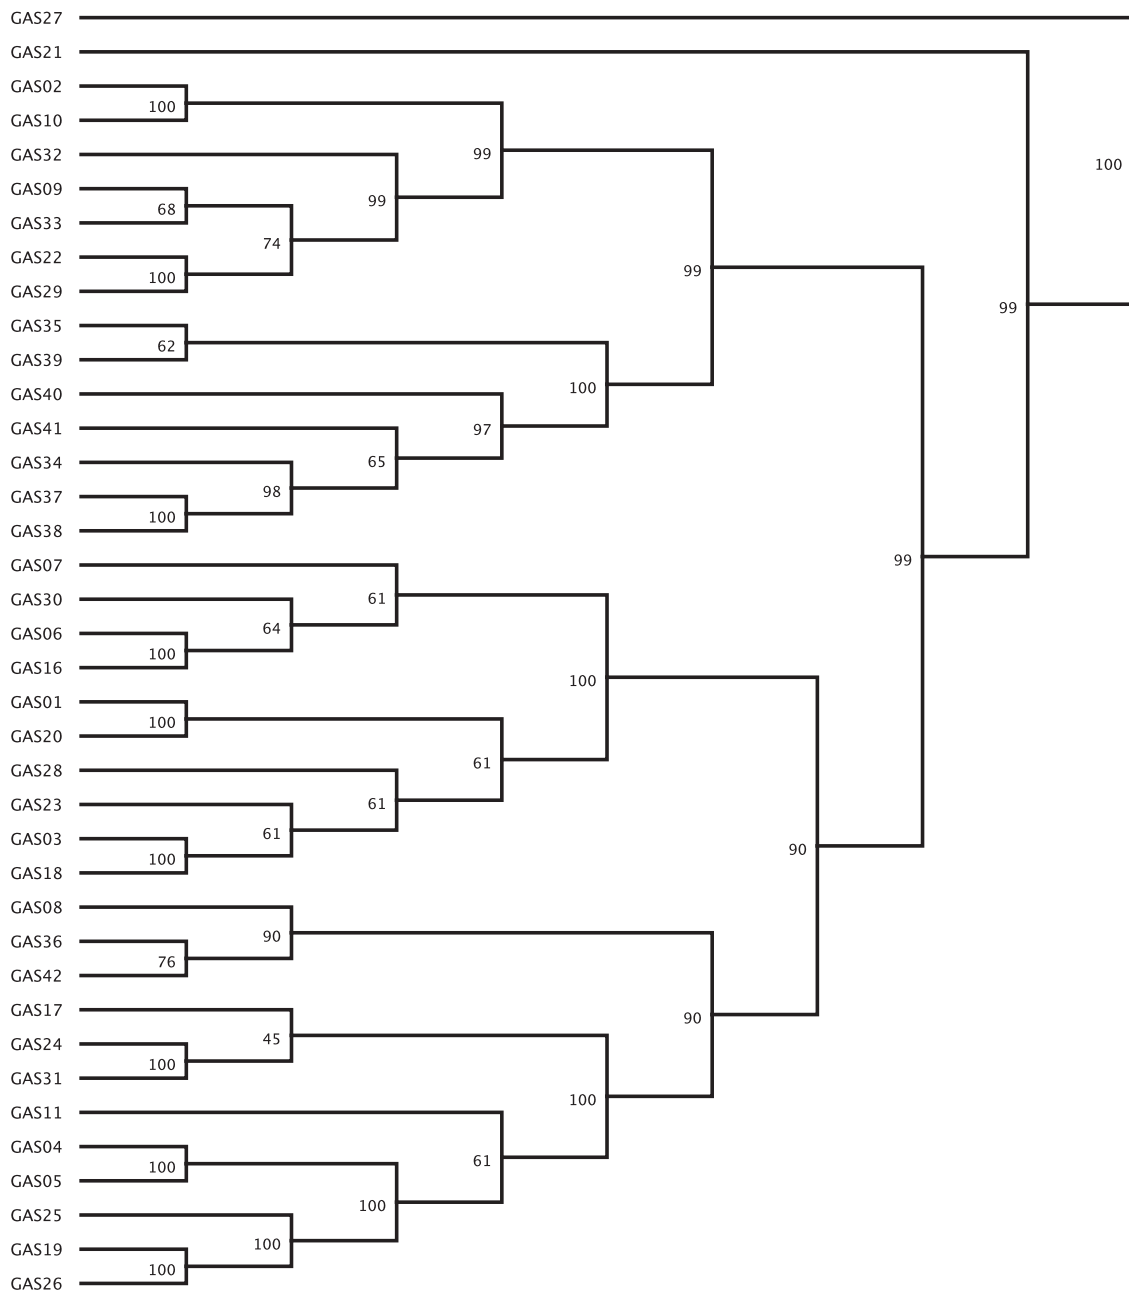 GAS27
GAS21
GAS02
100
GAS10
99
GAS32
100
99
GAS09
68
GAS33
74
GAS22
100
GAS29
99
99
GAS35
62
GAS39
100
GAS40
97
GAS41
65
GAS34
98
GAS37
100
GAS38
99
GAS07
61
GAS30
64
GAS06
100
GAS16
100
GAS01
100
GAS20
61
GAS28
61
GAS23
61
GAS03
90
100
GAS18
GAS08
90
GAS36
76
GAS42
GAS17
90
45
GAS24
100
GAS31
100
GAS11
GAS04
61
100
GAS05
100
GAS25
100
GAS19
100
GAS26